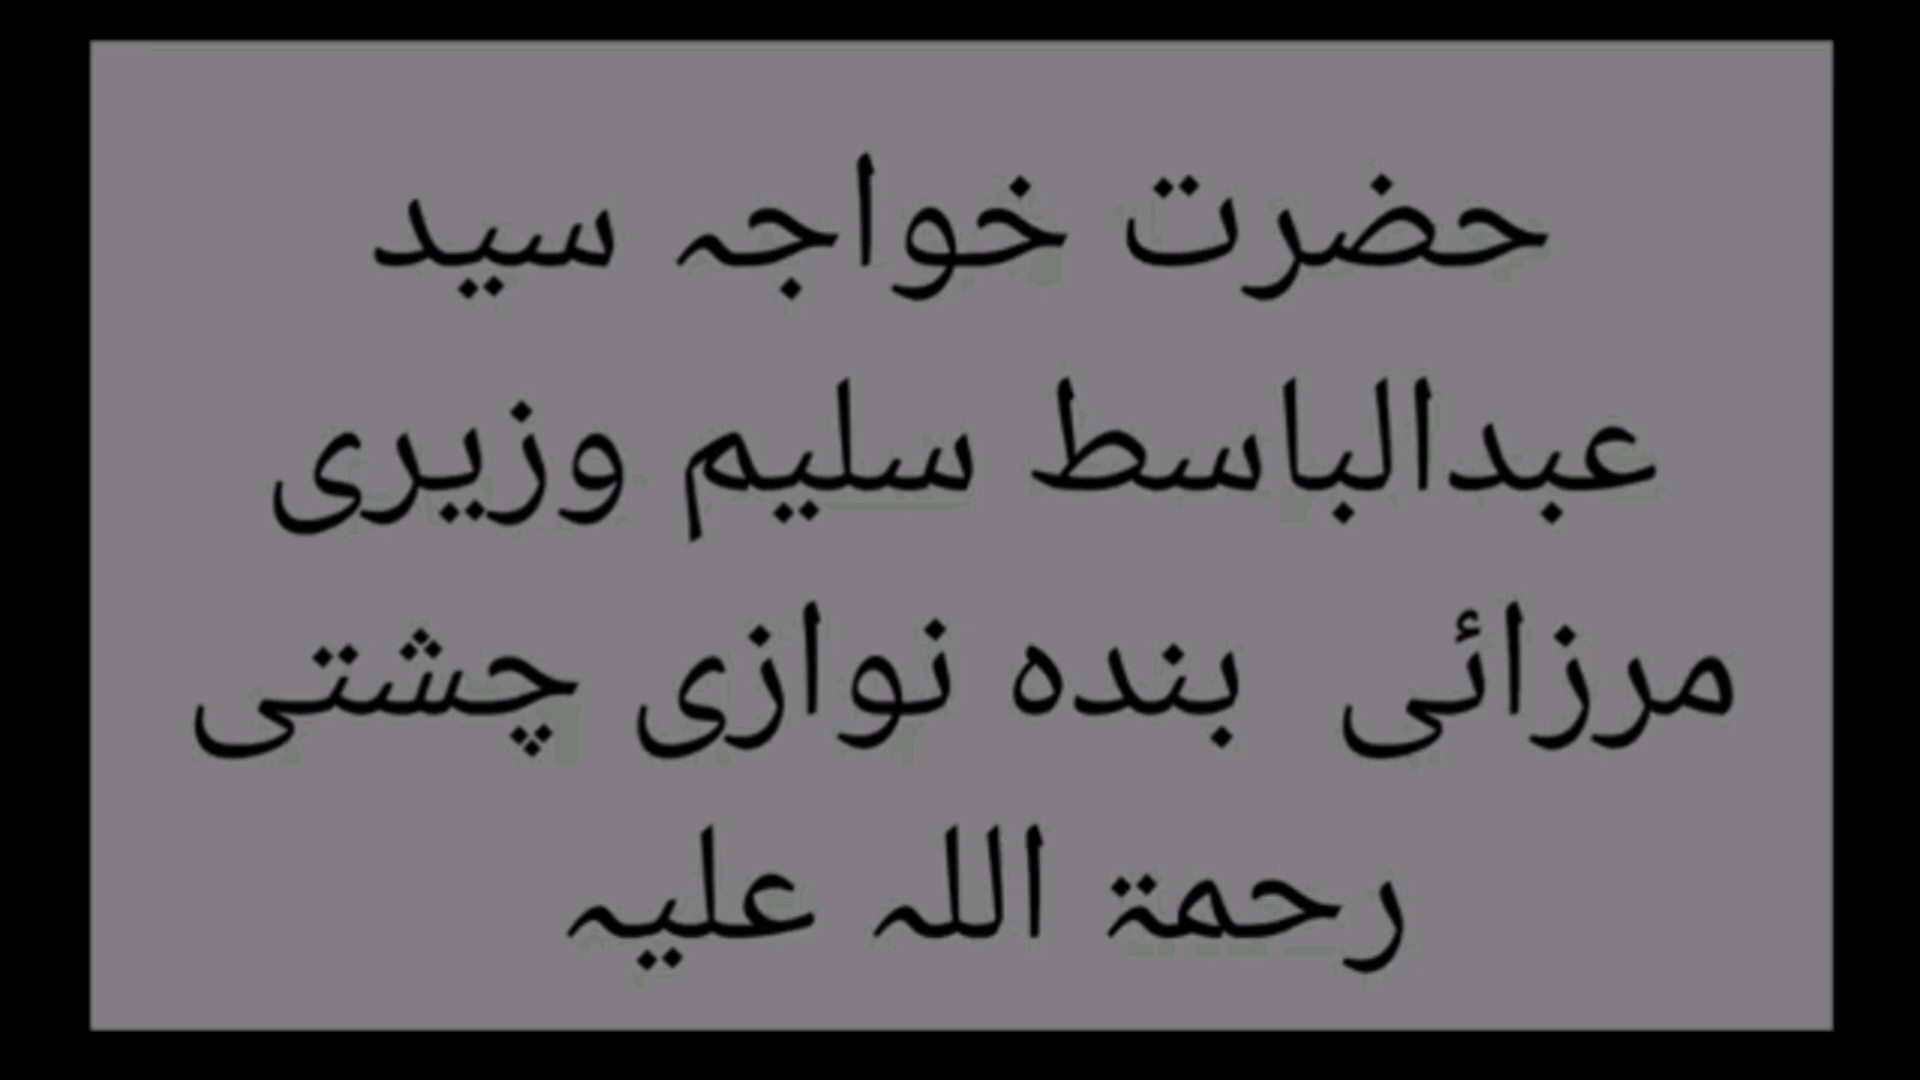 حضرت خواجہ سید
عبدالباسط سلیم وزیری
مرزائی بندہ نوازی چشتی
رحمۃ اللہ علیہ